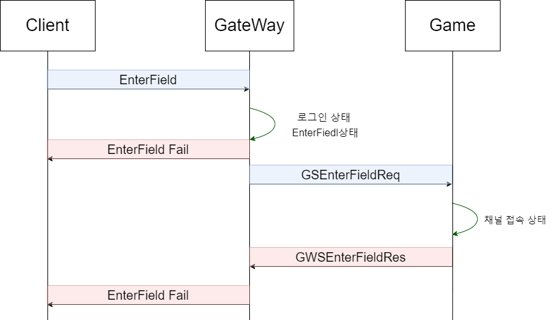 Client
GateWay
Game
EnterField
로그인 상태
EnterFiedl상태
EnterField Fail
GSEnterFieldReq
채널 접속 상태
GWSEnterFieldRes
EnterField Fail